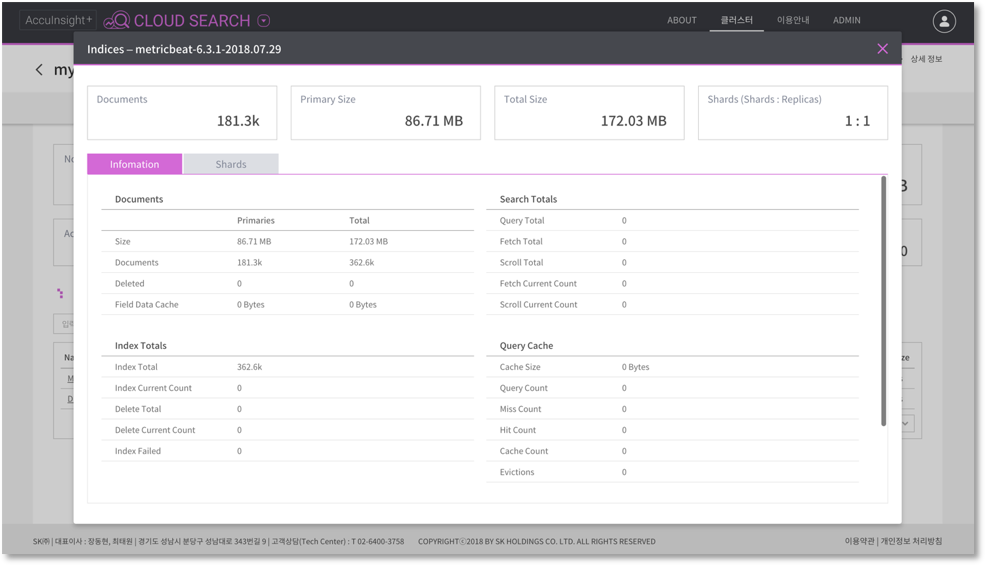 AccuInsight+ CLOUD SEARCH ABOUT 클러스터 이용안내 ADMIN
Indices – metricbeat-6.3.1-2018.07.29
상세 정보
my
Documents Primary Size Total Size Shards (Shards : Replicas)
181.3k 86.71 MB 172.03 MB 1 : 1
Infomation Shards
No 3
Documents Search Totals
Primaries Total Query Total 0
Size 86.71 MB 172.03 MB Fetch Total 0
Ac 0
Documents 181.3k 362.6k Scroll Total 0
Deleted 0 0 Fetch Current Count 0
Field Data Cache 0 Bytes 0 Bytes Scroll Current Count 0
Index Totals Query Cache
Na ze
Index Total 362.6k Cache Size 0 Bytes
M
Index Current Count 0 Query Count 0
D
Delete Total 0 Miss Count 0
Delete Current Count 0 Hit Count 0
Index Failed 0 Cache Count 0
Evictions 0
SK㈜ | 대표이사 : 장동현, 최태원 | 경기도 성남시 분당구 성남대로 343번길 9 | 고객상담(Tech Center) : T 02-6400-3758 COPYRIGHTⓒ2018 BY SK HOLDINGS CO. LTD. ALL RIGHTS RESERVED 이용약관 | 개인정보 처리방침